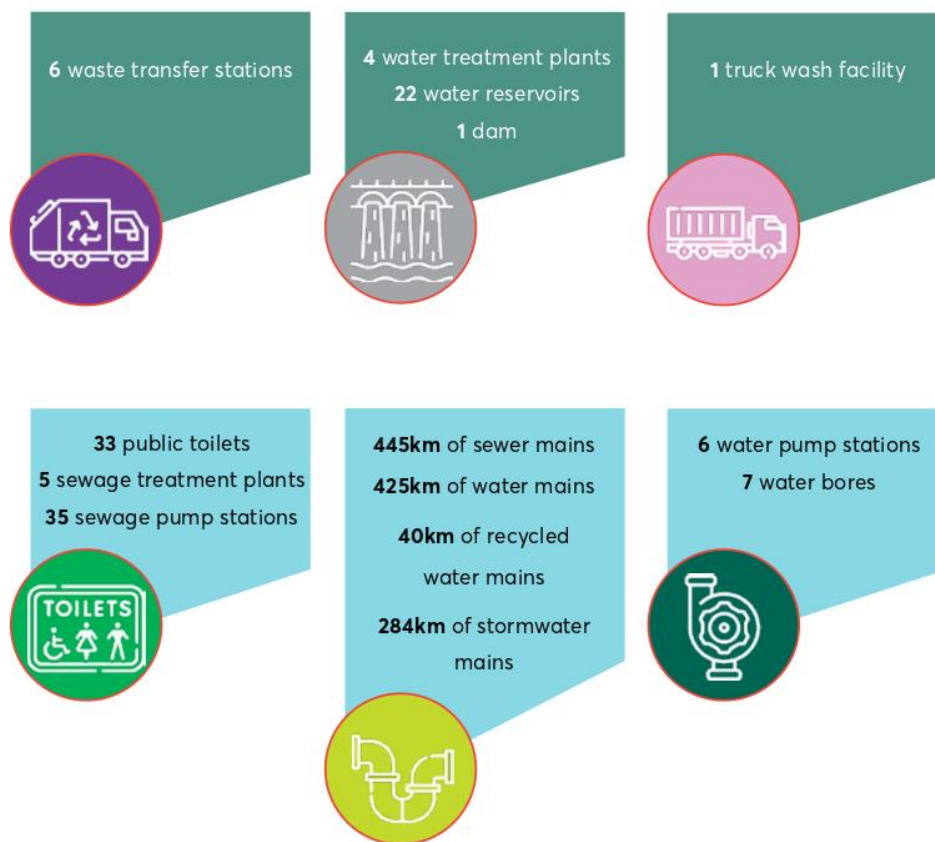 6 waste transfer stations
4 water treatment plants
22 water reservoirs
1 dam
1 truck wash facility
33 public toilets
5 sewage treatment plants
35 sewage pump stations
TOILETS
445km of sewer mains
425km of water mains
40km of recycled
water mains
284km of stormwater
mains
6 water pump stations
7 water bores